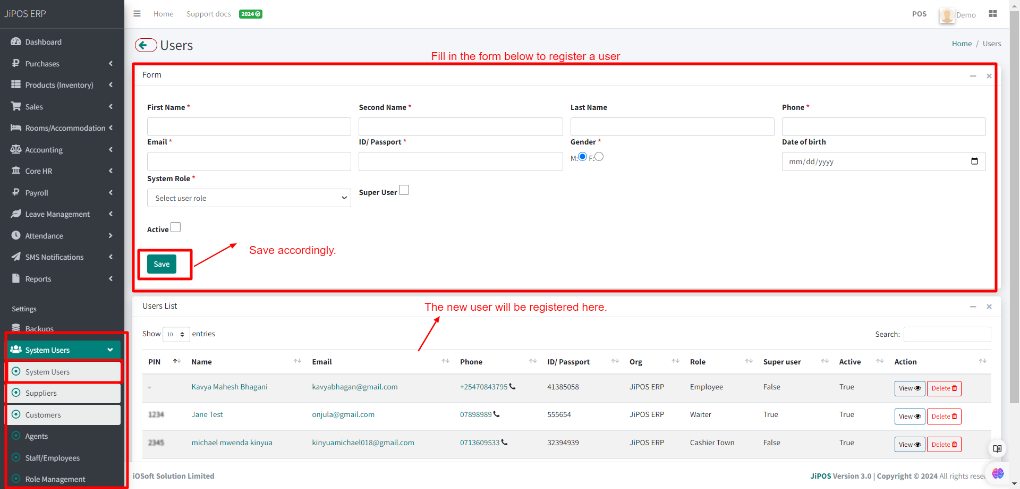 JiPOS ERP
Home Support docs 2024
POS Demo
Dashboard
Purchases
Products (Inventory)
Sales
Rooms/Accommodation
Accounting
Core HR
Payroll
Leave Management
Attendance
SMS Notifications
Reports
Settings
Backups
System Users
System Users
Suppliers
Customers
Agents
Staff/Employees
Role Management
Users
Home / Users
Fill in the form below to register a user
Form
First Name * Second Name * Last Name Phone *
Email * ID/ Passport * Gender * Date of birth
M: F:
mm/dd/yyyy
System Role *
Select user role
Super User
Active
Save
Save accordingly.
Users List
The new user will be registered here.
Show 10 entries Search:
PIN Name Email Phone ID/ Passport Org Role Super user Active Action
- Kavya Mahesh Bhagani kavyabhagan@gmail.com +25470843795 41385058 JiPOS ERP Employee False True View Delete
1234 Jane Test onjula@gmail.com 07898989 555654 JiPOS ERP Waiter True True View Delete
2345 michael mwenda kinyua kinyuamichael018@gmail.com 0713609533 32394939 JiPOS ERP Cashier Town False True View Delete
iOSoft Solution Limited
JiPOS Version 3.0 | Copyright © 2024 All rights